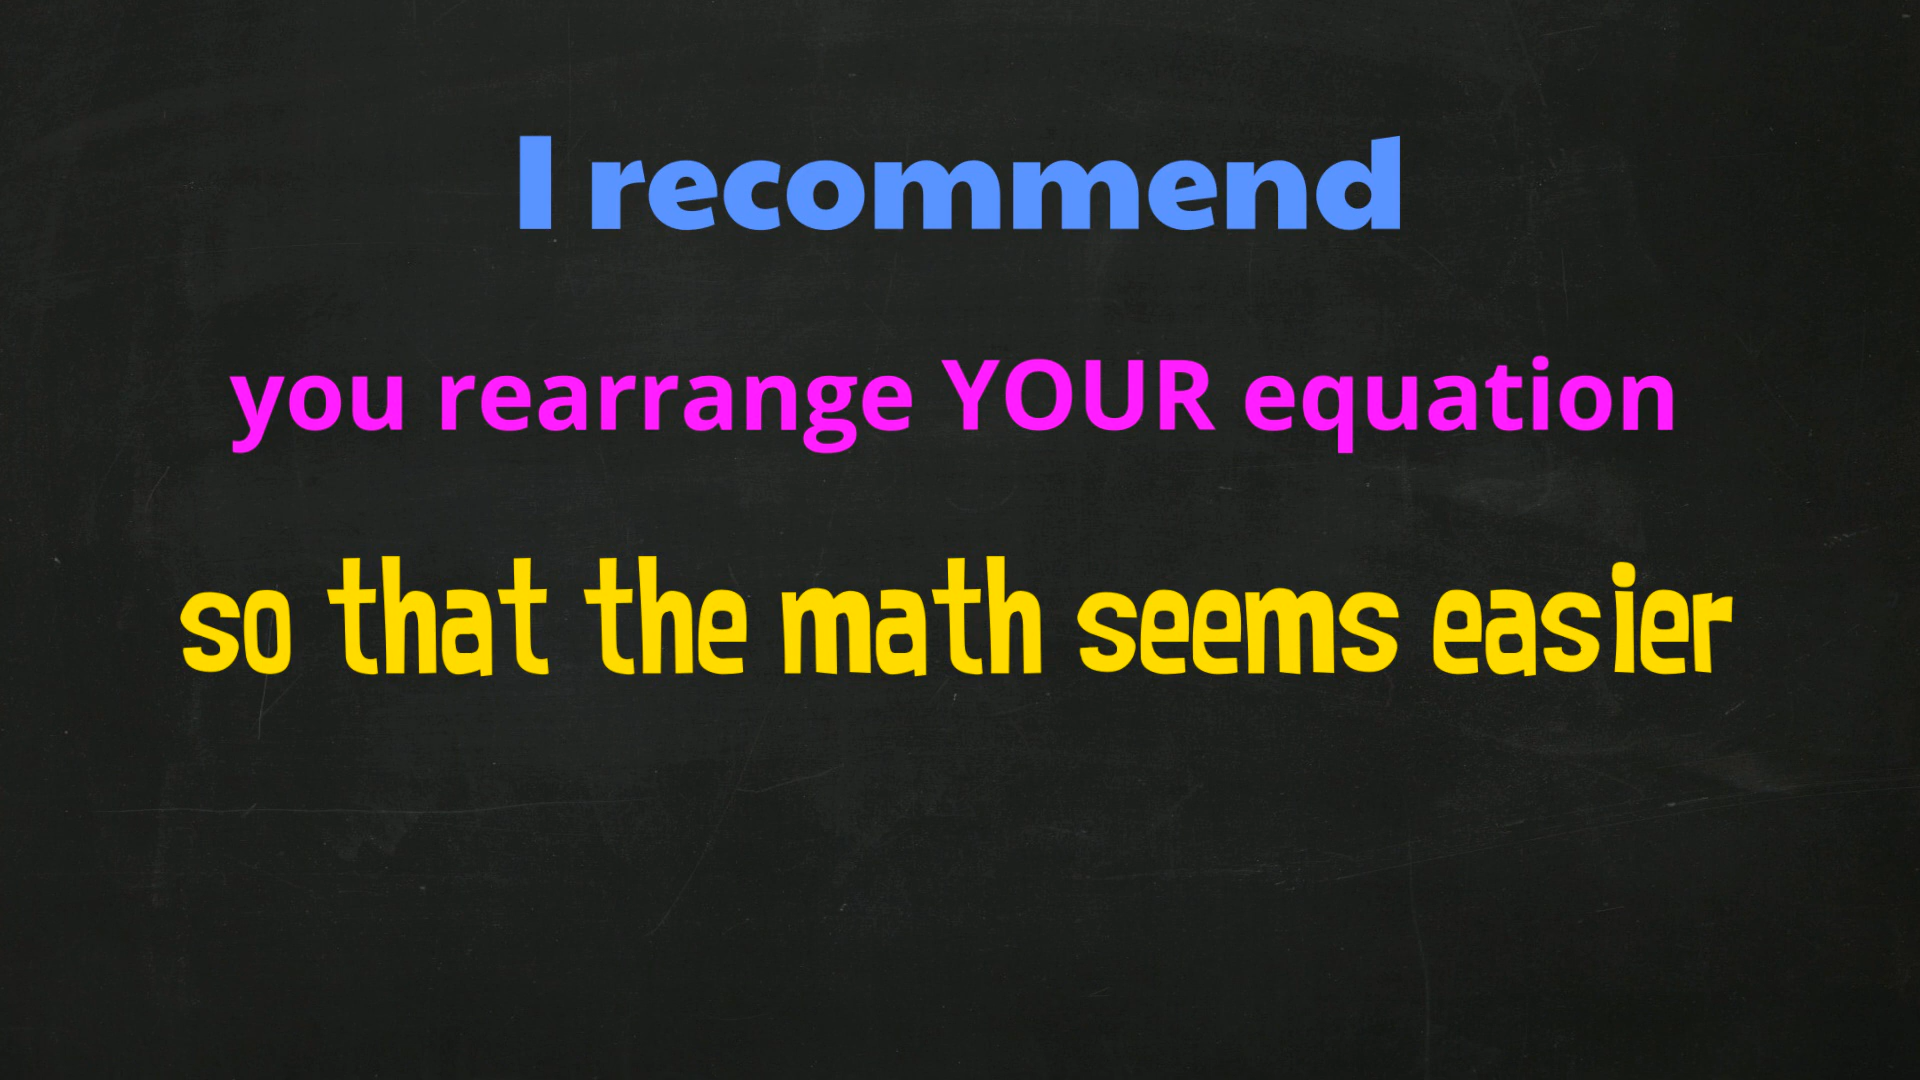 I recommend
you rearrange YOUR equation
so that the math seems easier